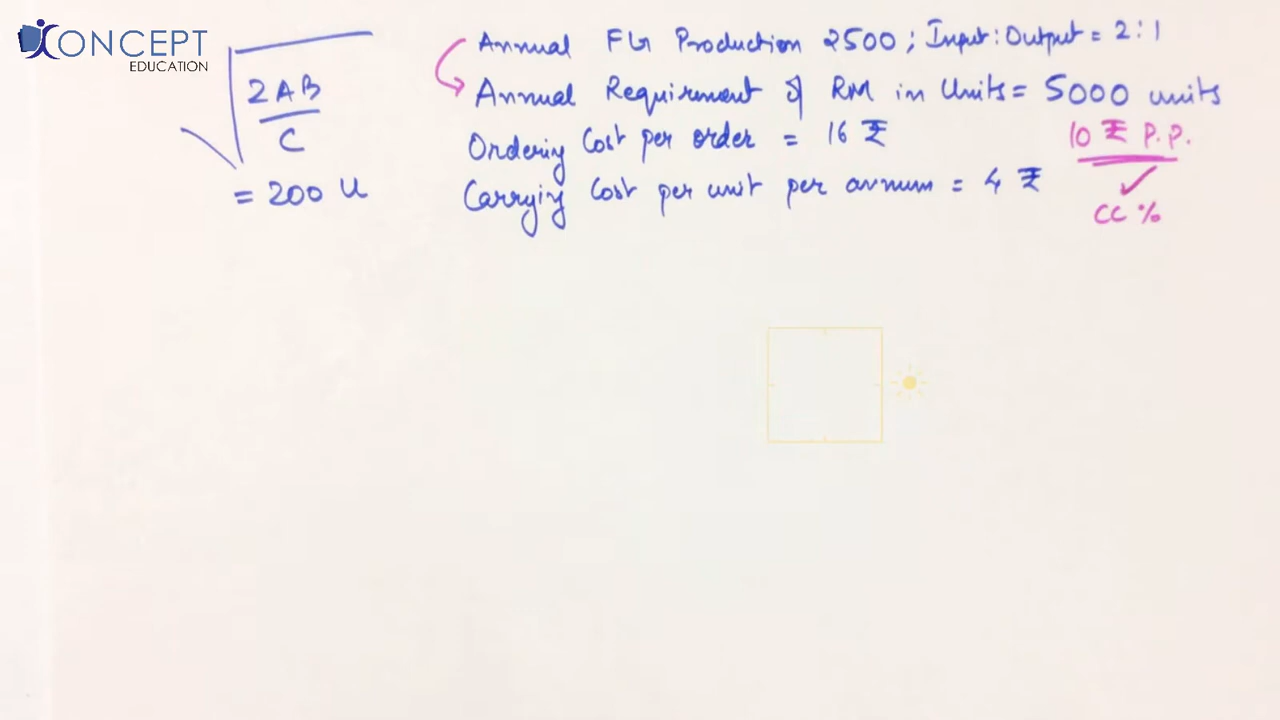 CONCEPT
EDUCATION
√(2AB / C)
= 200 U
Annual FG Production 2500 ; Input : Output = 2 : 1
Annual Requirement of RM in Units = 5000 units
Ordering Cost per order = 16 ₹
10 ₹ P.P.
Carrying Cost per unit per annum = 4 ₹
CC %